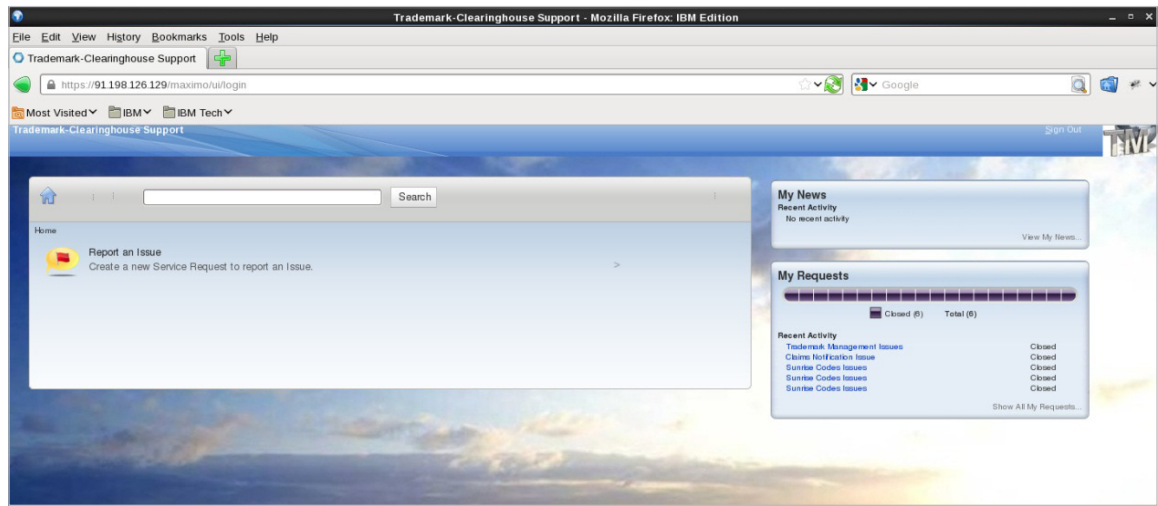 Trademark-Clearinghouse Support - Mozilla Firefox: IBM Edition
File Edit View History Bookmarks Tools Help
Trademark-Clearinghouse Support
https://91.198.126.129/maximo/ui/login
Google
Most Visited IBM IBM Tech
Trademark-Clearinghouse Support
Sign Out
Search
Home
Report an Issue
Create a new Service Request to report an Issue.
>
My News
Recent Activity
No recent activity
View My News...
My Requests
Closed (6) Total (6)
Recent Activity
Trademark Management Issues Closed
Claims Notification Issue Closed
Sunrise Codes Issues Closed
Sunrise Codes Issues Closed
Sunrise Codes Issues Closed
Show All My Requests...